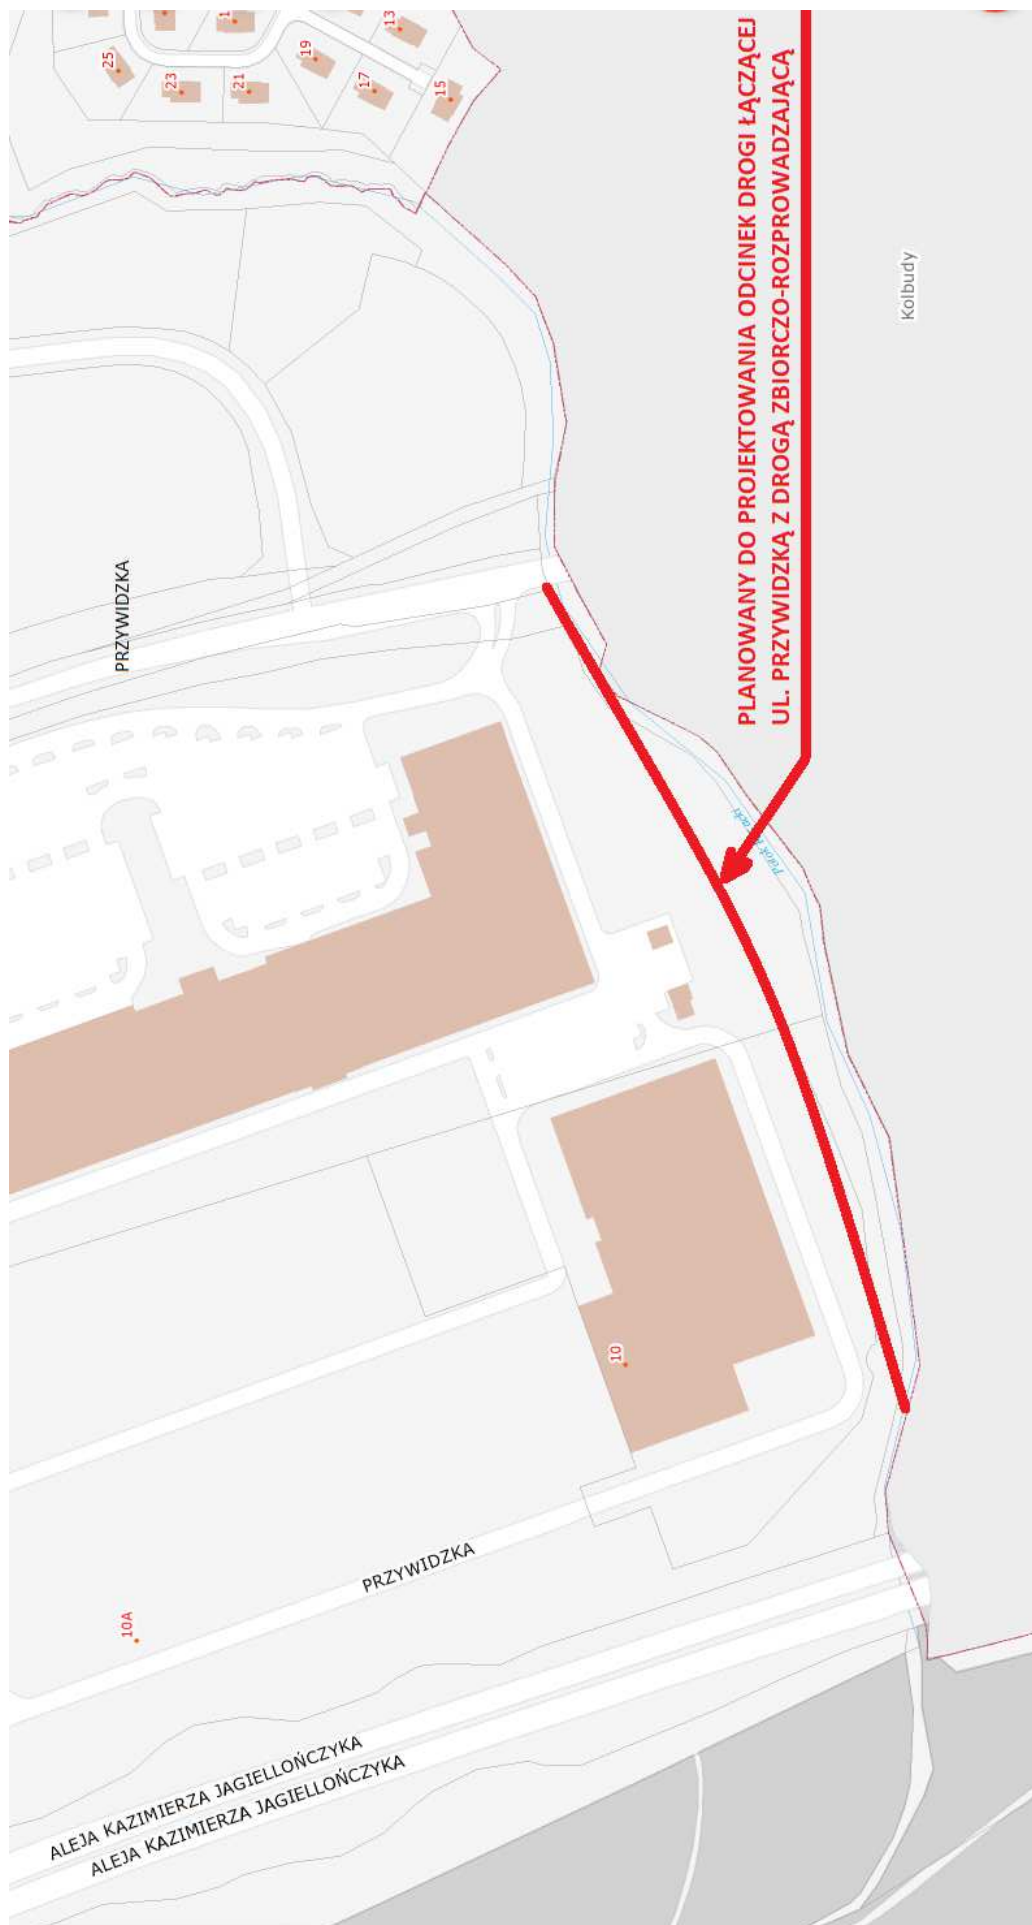 PLANOWANY DO PROJEKTOWANIA ODCINEK DROGI ŁĄCZĄCEJ
UL. PRZYWIDZKĄ Z DROGĄ ZBIORCZO-ROZPROWADZAJĄCĄ
Kolbudy
13
15
17
19
21
23
25
PRZYWIDZKA
10
PRZYWIDZKA
10A
ALEJA KAZIMIERZA JAGIELLOŃCZYKA
ALEJA KAZIMIERZA JAGIELLOŃCZYKA
Potok